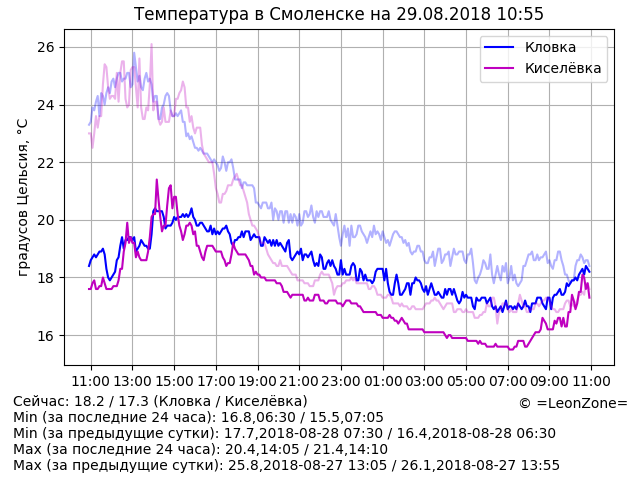 Температура в Смоленске на 29.08.2018 10:55
Кловка
Киселёвка
градусов Цельсия, °C
26
24
22
20
18
16
11:00 13:00 15:00 17:00 19:00 21:00 23:00 01:00 03:00 05:00 07:00 09:00 11:00
Сейчас: 18.2 / 17.3 (Кловка / Киселёвка)
© =LeonZone=
Min (за последние 24 часа): 16.8,06:30 / 15.5,07:05
Min (за предыдущие сутки): 17.7,2018-08-28 07:30 / 16.4,2018-08-28 06:30
Max (за последние 24 часа): 20.4,14:05 / 21.4,14:10
Max (за предыдущие сутки): 25.8,2018-08-27 13:05 / 26.1,2018-08-27 13:55